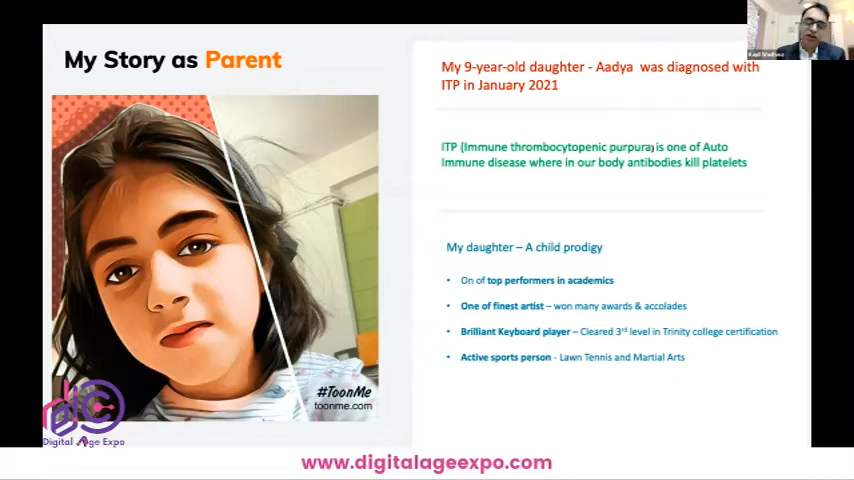 My Story as Parent
My 9-year-old daughter - Aadya was diagnosed with
ITP in January 2021
ITP (Immune thrombocytopenic purpura) is one of Auto
Immune disease where in our body antibodies kill platelets
My daughter – A child prodigy
• On of top performers in academics
• One of finest artist – won many awards & accolades
• Brilliant Keyboard player – Cleared 3rd level in Trinity college certification
• Active sports person - Lawn Tennis and Martial Arts
#ToonMe
toonme.com
Digital Age Expo
www.digitalageexpo.com